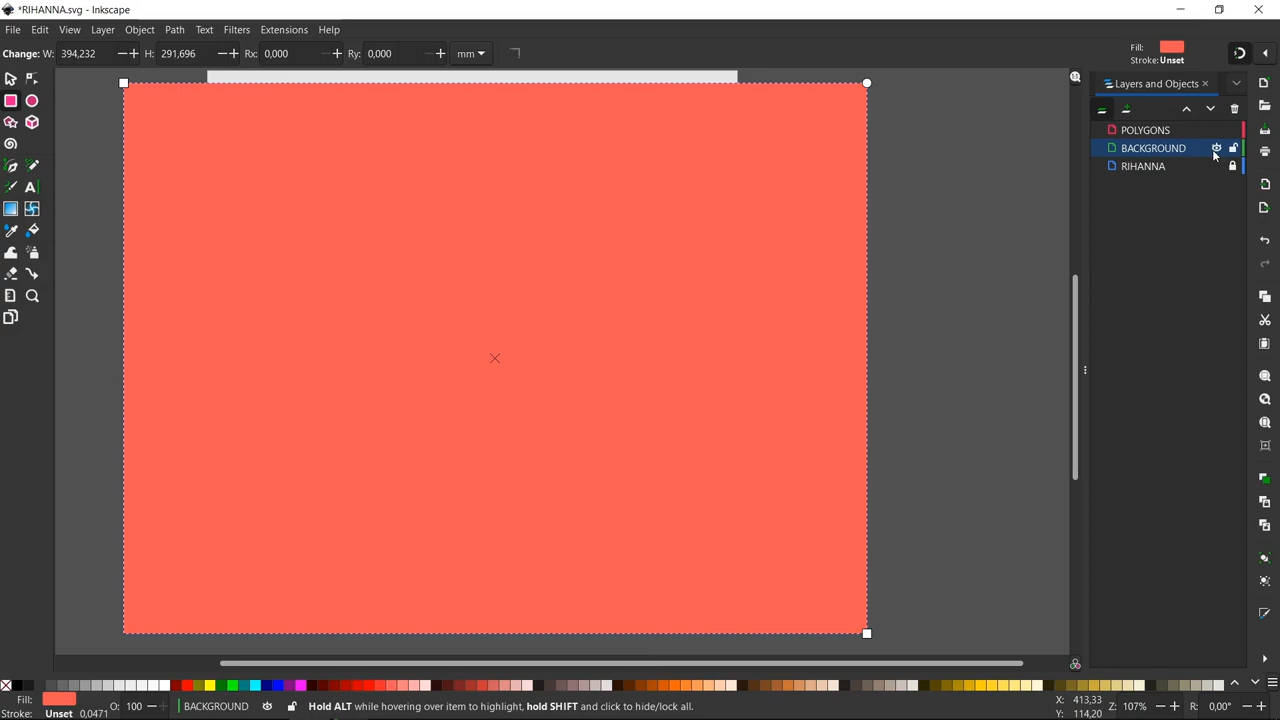 *RIHANNA.svg - Inkscape
File Edit View Layer Object Path Text Filters Extensions Help
Change: W: 394,232 H: 291,696 Rx: 0,000 Ry: 0,000 mm
Fill:
Stroke: Unset
Layers and Objects
POLYGONS
BACKGROUND
RIHANNA
Fill: O: 100 BACKGROUND Hold ALT while hovering over item to highlight, hold SHIFT and click to hide/lock all. X: 413,33 Z: 107% R: 0,00°
Stroke: Unset 0,0471 Y: 114,20